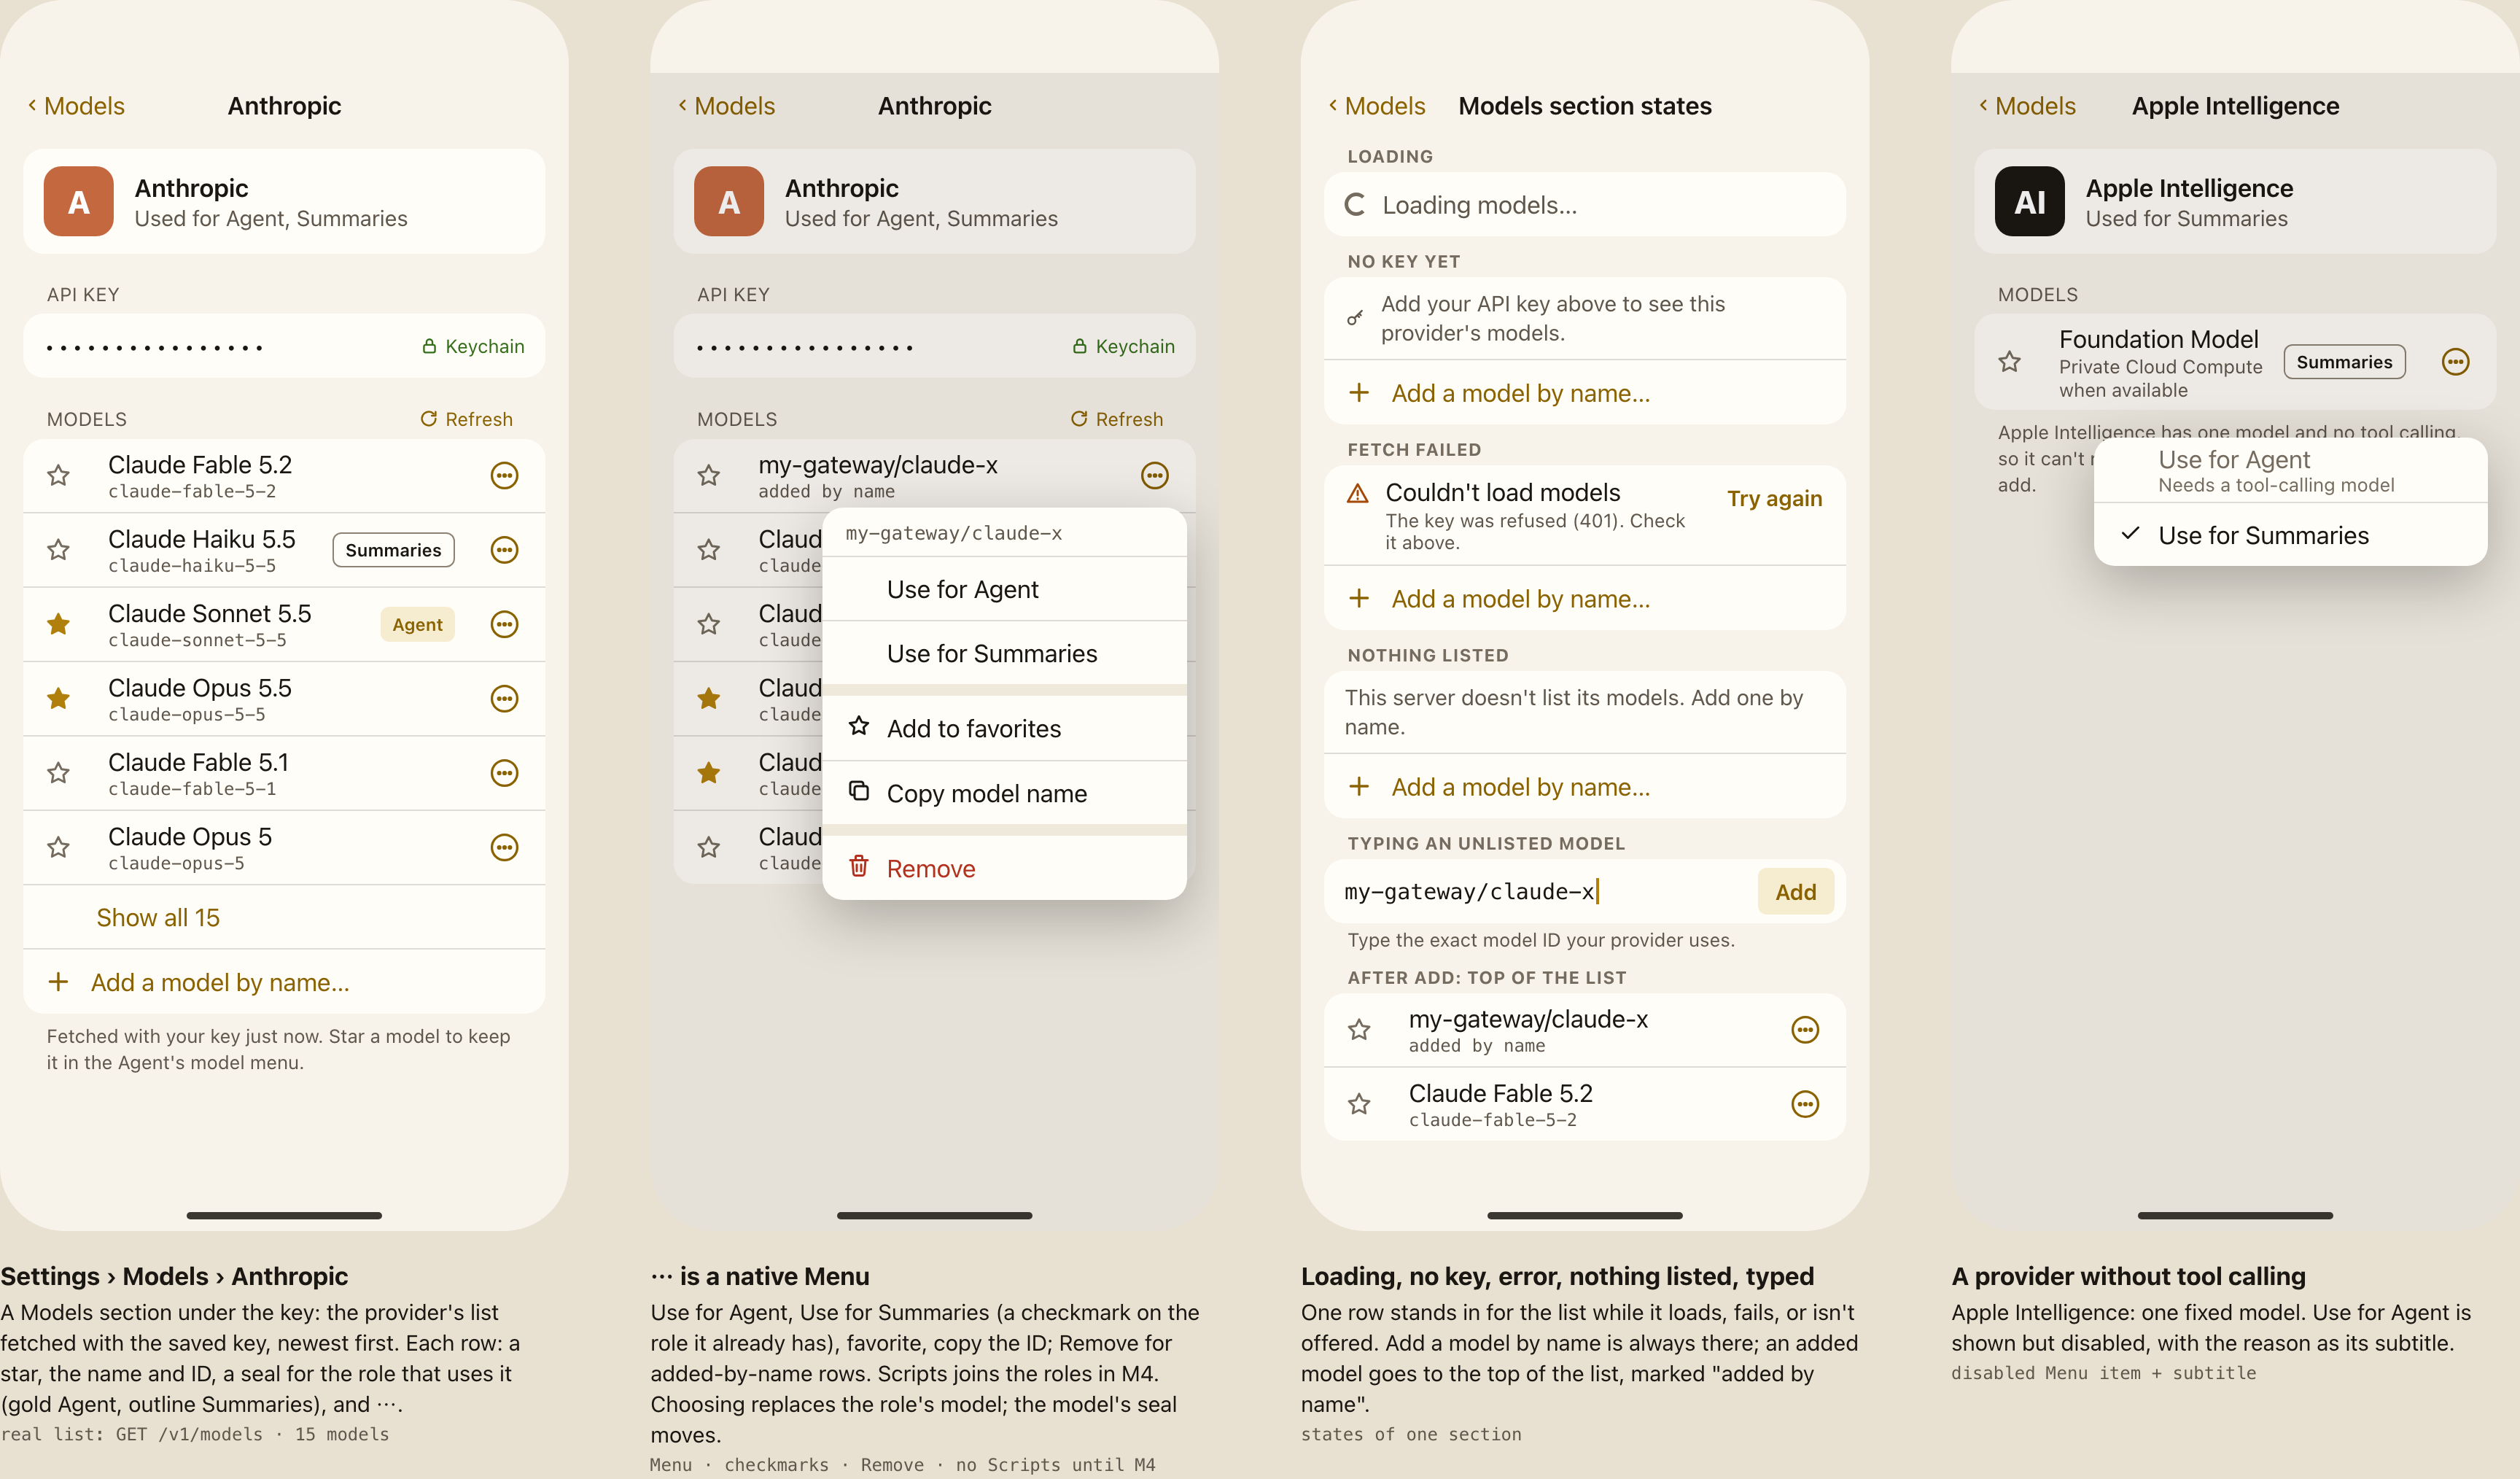 Models
Anthropic
A
Anthropic
Used for Agent, Summaries
API KEY
Keychain
MODELS
Refresh
Claude Fable 5.2
claude-fable-5-2
Claude Haiku 5.5
claude-haiku-5-5
Summaries
Claude Sonnet 5.5
claude-sonnet-5-5
Agent
Claude Opus 5.5
claude-opus-5-5
Claude Fable 5.1
claude-fable-5-1
Claude Opus 5
claude-opus-5
Show all 15
Add a model by name...
Fetched with your key just now. Star a model to keep
it in the Agent's model menu.
Settings › Models › Anthropic
A Models section under the key: the provider's list
fetched with the saved key, newest first. Each row: a
star, the name and ID, a seal for the role that uses it
(gold Agent, outline Summaries), and ···.
real list: GET /v1/models · 15 models
Models
Anthropic
A
Anthropic
Used for Agent, Summaries
API KEY
Keychain
MODELS
Refresh
my-gateway/claude-x
added by name
Claud
claude
Claud
claude
Claud
claude
Claud
claude
Claud
claude
my-gateway/claude-x
Use for Agent
Use for Summaries
Add to favorites
Copy model name
Remove
··· is a native Menu
Use for Agent, Use for Summaries (a checkmark on the
role it already has), favorite, copy the ID; Remove for
added-by-name rows. Scripts joins the roles in M4.
Choosing replaces the role's model; the model's seal
moves.
Menu · checkmarks · Remove · no Scripts until M4
Models
Models section states
LOADING
Loading models...
NO KEY YET
Add your API key above to see this
provider's models.
Add a model by name...
FETCH FAILED
Couldn't load models
The key was refused (401). Check
it above.
Try again
Add a model by name...
NOTHING LISTED
This server doesn't list its models. Add one by
name.
Add a model by name...
TYPING AN UNLISTED MODEL
my-gateway/claude-x
Add
Type the exact model ID your provider uses.
AFTER ADD: TOP OF THE LIST
my-gateway/claude-x
added by name
Claude Fable 5.2
claude-fable-5-2
Loading, no key, error, nothing listed, typed
One row stands in for the list while it loads, fails, or isn't
offered. Add a model by name is always there; an added
model goes to the top of the list, marked "added by
name".
states of one section
Models
Apple Intelligence
AI
Apple Intelligence
Used for Summaries
MODELS
Foundation Model
Private Cloud Compute
when available
Summaries
Apple Intelligence has one model and no tool calling,
so it can't
add.
Use for Agent
Needs a tool-calling model
Use for Summaries
A provider without tool calling
Apple Intelligence: one fixed model. Use for Agent is
shown but disabled, with the reason as its subtitle.
disabled Menu item + subtitle